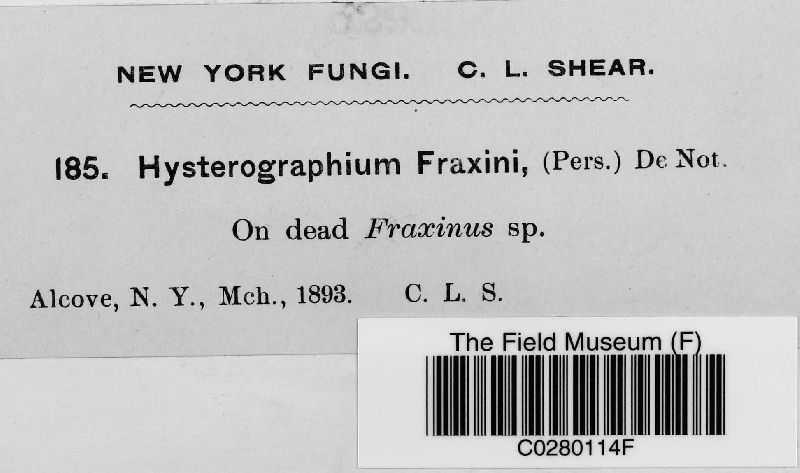 NEW YORK FUNGI. C. L. SHEAR.
185. Hysterographium Fraxini, (Pers.) De Not.
On dead Fraxinus sp.
Alcove, N. Y., Mch., 1893. C. L. S.
The Field Museum (F)
C0280114F